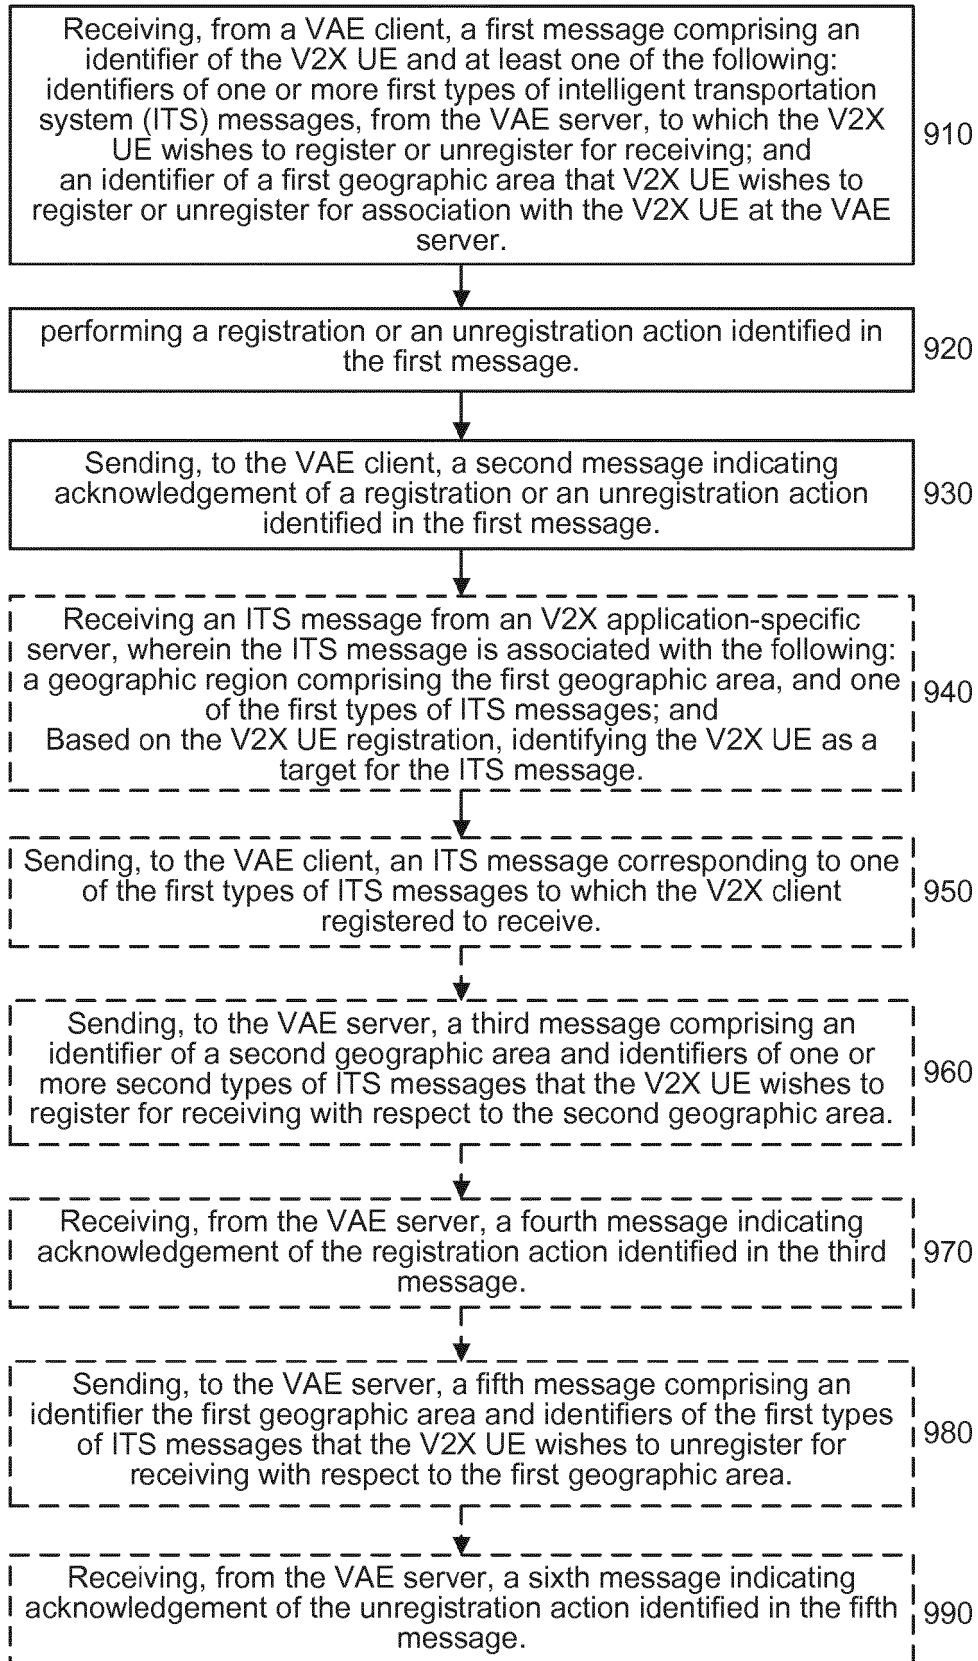 Receiving, from a VAE client, a first message comprising an
identifier of the V2X UE and at least one of the following:
identifiers of one or more first types of intelligent transportation
system (ITS) messages, from the VAE server, to which the V2X
UE wishes to register or unregister for receiving; and
an identifier of a first geographic area that V2X UE wishes to
register or unregister for association with the V2X UE at the VAE
server.
910
performing a registration or an unregistration action identified in
the first message.
920
Sending, to the VAE client, a second message indicating
acknowledgement of a registration or an unregistration action
identified in the first message.
930
Receiving an ITS message from an V2X application-specific
server, wherein the ITS message is associated with the following:
a geographic region comprising the first geographic area, and one
of the first types of ITS messages; and
Based on the V2X UE registration, identifying the V2X UE as a
target for the ITS message.
940
Sending, to the VAE client, an ITS message corresponding to one
of the first types of ITS messages to which the V2X client
registered to receive.
950
Sending, to the VAE server, a third message comprising an
identifier of a second geographic area and identifiers of one or
more second types of ITS messages that the V2X UE wishes to
register for receiving with respect to the second geographic area.
960
Receiving, from the VAE server, a fourth message indicating
acknowledgement of the registration action identified in the third
message.
970
Sending, to the VAE server, a fifth message comprising an
identifier the first geographic area and identifiers of the first types
of ITS messages that the V2X UE wishes to unregister for
receiving with respect to the first geographic area.
980
Receiving, from the VAE server, a sixth message indicating
acknowledgement of the unregistration action identified in the fifth
message.
990